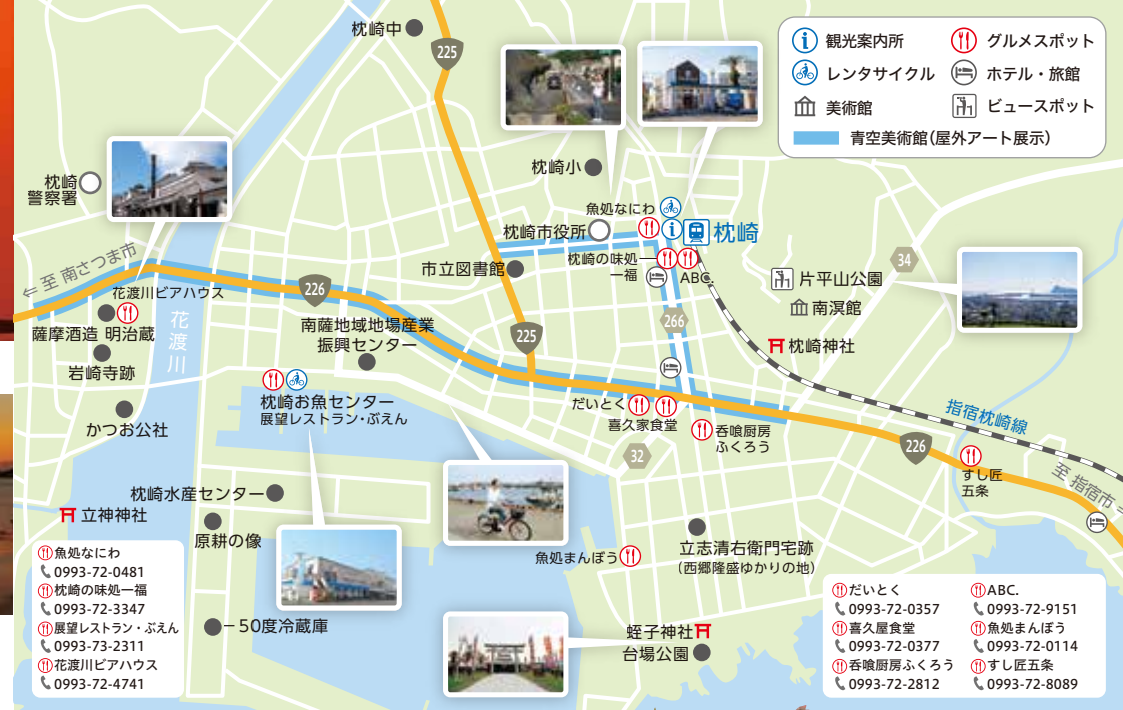 観光案内所
グルメスポット
レンタサイクル
ホテル・旅館
美術館
ビュースポット
青空美術館（屋外アート展示）
枕崎中
225
枕崎小
枕崎
警察署
魚処なにわ
枕崎市役所
枕崎
枕崎の味処
一福
ABC.
市立図書館
← 至 南さつま市
花渡川ビアハウス
226
花渡川
薩摩酒造 明治蔵
南薩地域地場産業
振興センター
225
266
34
片平山公園
南溟館
枕崎神社
岩崎寺跡
かつお公社
枕崎お魚センター
展望レストラン・ぶえん
だいとく
喜久家食堂
呑喰厨房
ふくろう
32
指宿枕崎線
226
すし匠
五条
至 指宿市 →
枕崎水産センター
立神神社
原耕の像
魚処まんぼう
立志清右衛門宅跡
（西郷隆盛ゆかりの地）
－50度冷蔵庫
蛭子神社
台場公園
魚処なにわ
0993-72-0481
枕崎の味処一福
0993-72-3347
展望レストラン・ぶえん
0993-73-2311
花渡川ビアハウス
0993-72-4741
だいとく
0993-72-0357
喜久屋食堂
0993-72-0377
呑喰厨房ふくろう
0993-72-2812
ABC.
0993-72-9151
魚処まんぼう
0993-72-0114
すし匠五条
0993-72-8089